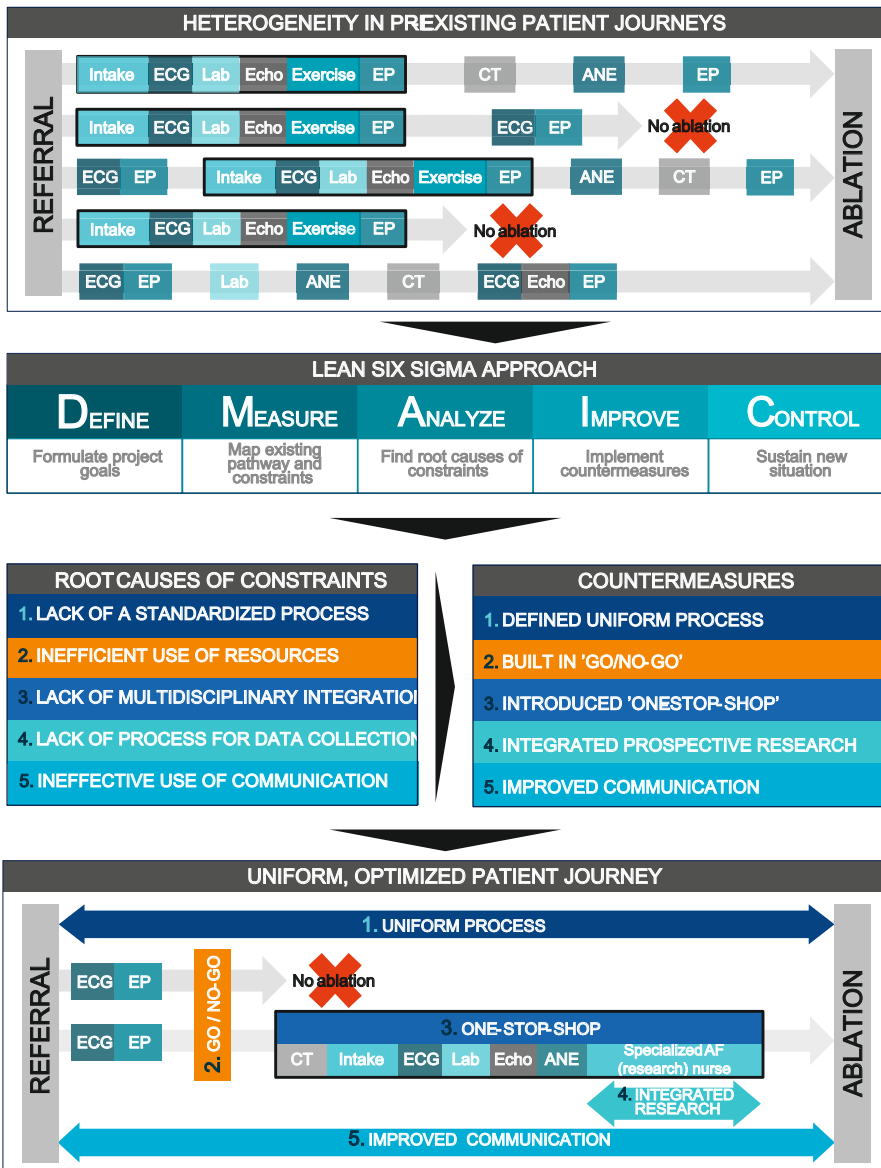 HETEROGENEITY IN PREEXISTING PATIENT JOURNEYS
REFERRAL
Intake ECG Lab Echo Exercise EP CT ANE EP
Intake ECG Lab Echo Exercise EP ECG EP No ablation
ECG EP Intake ECG Lab Echo Exercise EP ANE CT EP
Intake ECG Lab Echo Exercise EP No ablation
ECG EP Lab ANE CT ECG Echo EP
ABLATION
LEAN SIX SIGMA APPROACH
DEFINE MEASURE ANALYZE IMPROVE CONTROL
Formulate project
goals
Map existing
pathway and
constraints
Find root causes of
constraints
Implement
countermeasures
Sustain new
situation
ROOT CAUSES OF CONSTRAINTS
1. LACK OF A STANDARDIZED PROCESS
2. INEFFICIENT USE OF RESOURCES
3. LACK OF MULTIDISCIPLINARY INTEGRATION
4. LACK OF PROCESS FOR DATA COLLECTION
5. INEFFECTIVE USE OF COMMUNICATION
COUNTERMEASURES
1. DEFINED UNIFORM PROCESS
2. BUILT IN 'GO/NO-GO'
3. INTRODUCED 'ONESTOP-SHOP'
4. INTEGRATED PROSPECTIVE RESEARCH
5. IMPROVED COMMUNICATION
UNIFORM, OPTIMIZED PATIENT JOURNEY
REFERRAL
1. UNIFORM PROCESS
ECG EP
2. GO / NO-GO
No ablation
ECG EP
3. ONE-STOP-SHOP
CT Intake ECG Lab Echo ANE
Specialized AF
(research) nurse
4. INTEGRATED
RESEARCH
5. IMPROVED COMMUNICATION
ABLATION